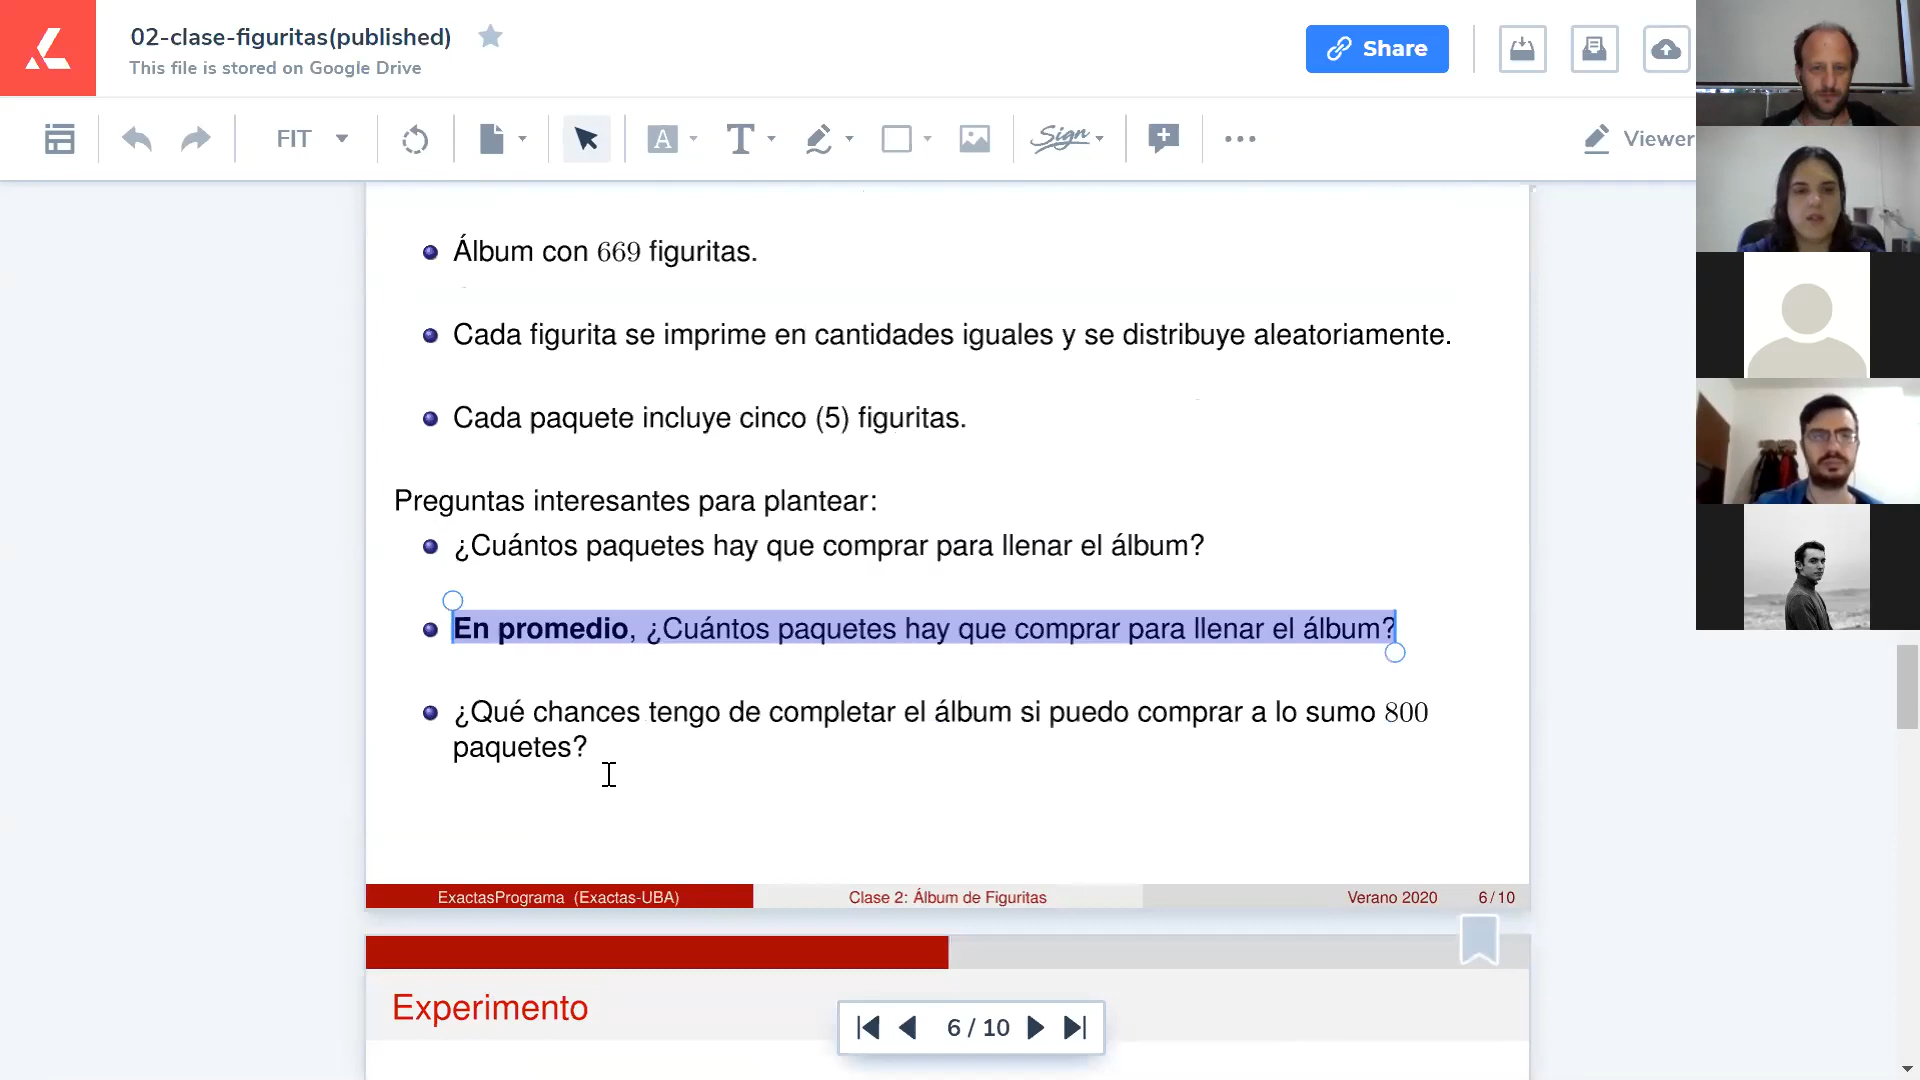 02-clase-figuritas(published)
This file is stored on Google Drive
Share
FIT
A
T
Sign
Viewer
Álbum con 669 figuritas.
Cada figurita se imprime en cantidades iguales y se distribuye aleatoriamente.
Cada paquete incluye cinco (5) figuritas.
Preguntas interesantes para plantear:
¿Cuántos paquetes hay que comprar para llenar el álbum?
En promedio, ¿Cuántos paquetes hay que comprar para llenar el álbum?
¿Qué chances tengo de completar el álbum si puedo comprar a lo sumo 800
paquetes?
ExactasPrograma (Exactas-UBA)
Clase 2: Álbum de Figuritas
Verano 2020
6/10
Experimento
6 / 10